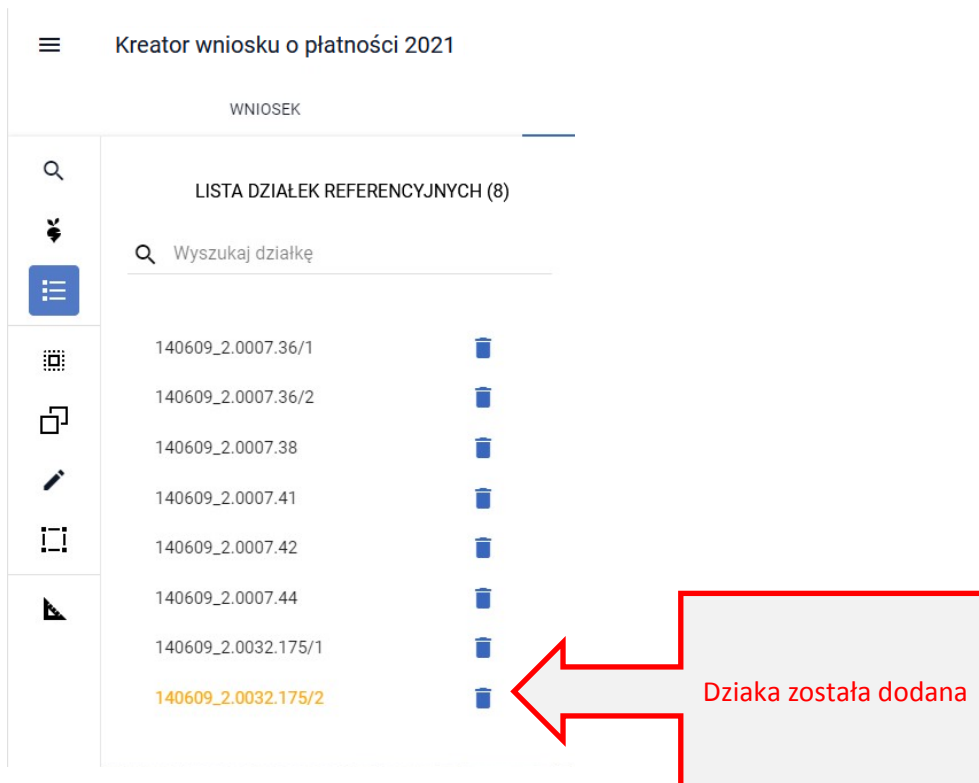 Kreator wniosku o płatności 2021
WNIOSEK
LISTA DZIAŁEK REFERENCYJNYCH (8)
Wyszukaj działkę
140609_2.0007.36/1
140609_2.0007.36/2
140609_2.0007.38
140609_2.0007.41
140609_2.0007.42
140609_2.0007.44
140609_2.0032.175/1
140609_2.0032.175/2
Dziaka została dodana